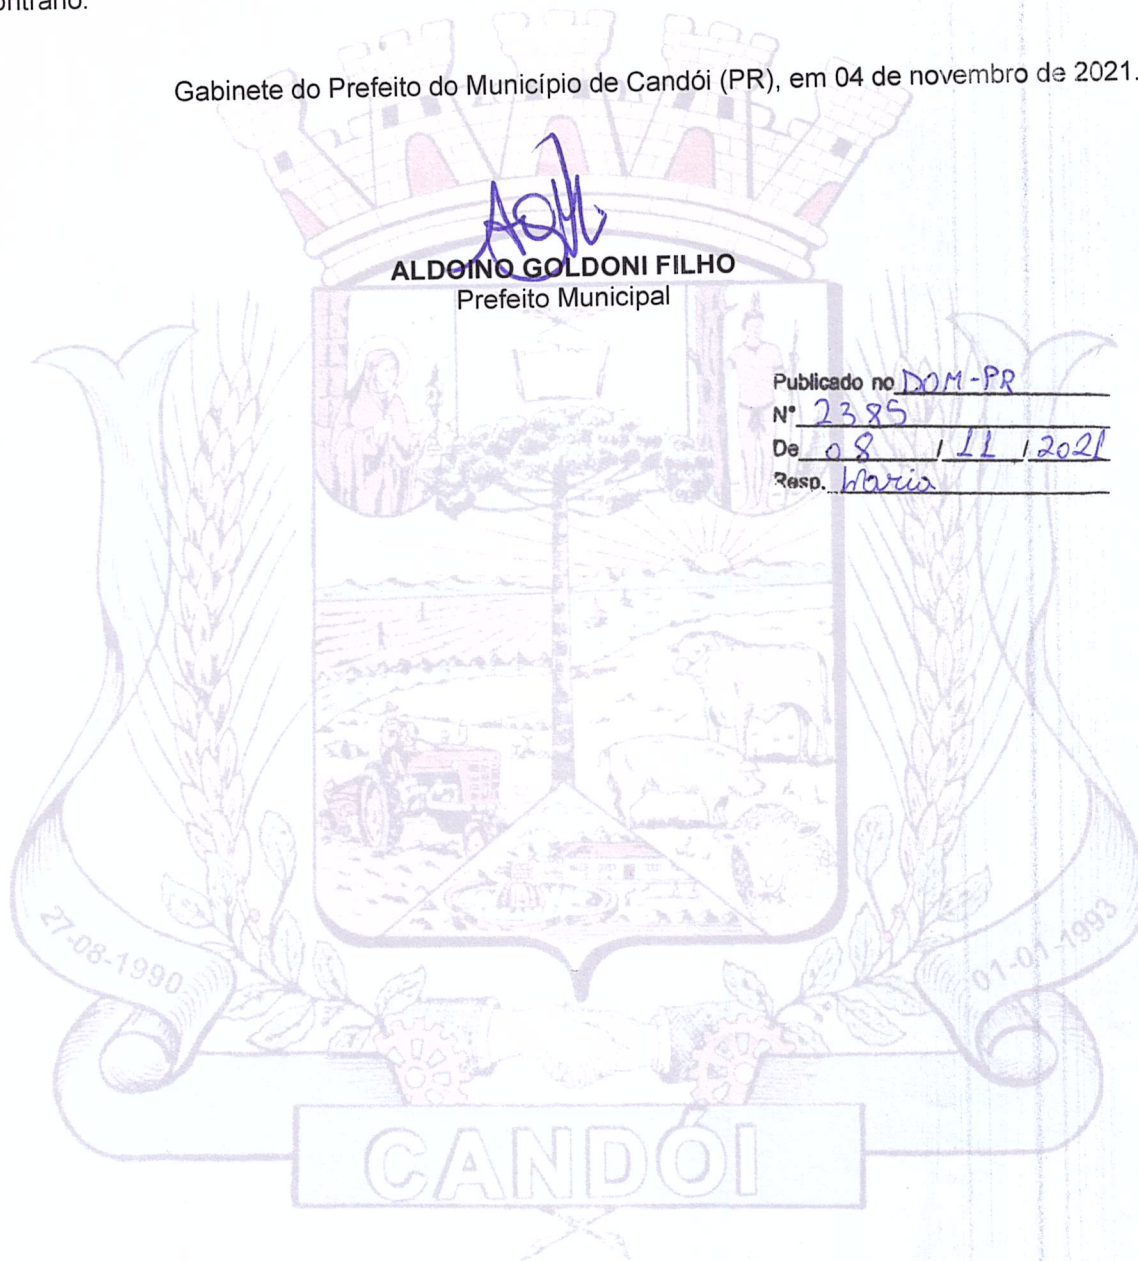 ontrário.
Gabinete do Prefeito do Município de Candói (PR), em 04 de novembro de 2021.
ALDOINO GOLDONI FILHO
Prefeito Municipal
Publicado no DOM-PR
N° 2385
De 08 / 11 / 2021
Resp. Maria
27-08-1990
01-01-1993
CANDÓI